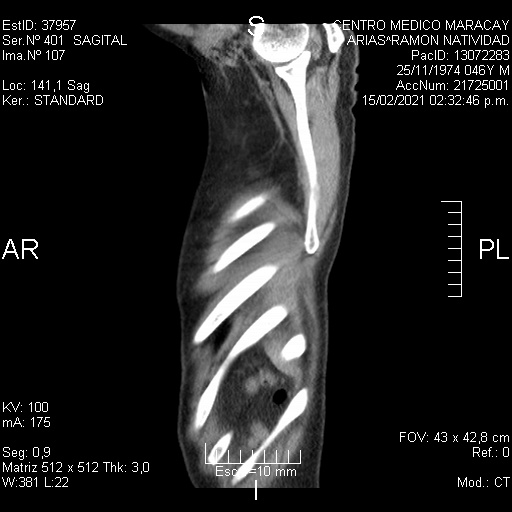 EstID: 37957
Ser.Nº 401 SAGITAL
Ima.Nº 107
Loc: 141,1 Sag
Ker.: STANDARD
S
CENTRO MEDICO MARACAY
ARIAS^RAMON NATIVIDAD
PacID: 13072283
25/11/1974 046Y M
AccNum: 21725001
15/02/2021 02:32:46 p.m.
AR
PL
KV: 100
mA: 175
Seg: 0,9
Matriz 512 x 512 Thk: 3,0
W:381 L:22
=10 mm
I
FOV: 43 x 42,8 cm
Ref.: 0
Mod.: CT